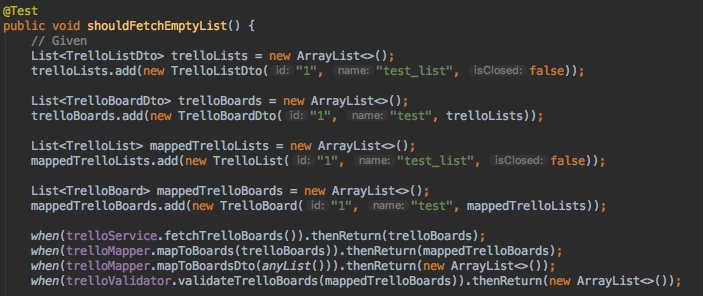 @Test
public void shouldFetchEmptyList() {
// Given
List<TrelloListDto> trelloLists = new ArrayList<>();
trelloLists.add(new TrelloListDto( id: "1", name: "test_list", isClosed: false));
List<TrelloBoardDto> trelloBoards = new ArrayList<>();
trelloBoards.add(new TrelloBoardDto( id: "1", name: "test", trelloLists));
List<TrelloList> mappedTrelloLists = new ArrayList<>();
mappedTrelloLists.add(new TrelloList( id: "1", name: "test_list", isClosed: false));
List<TrelloBoard> mappedTrelloBoards = new ArrayList<>();
mappedTrelloBoards.add(new TrelloBoard( id: "1", name: "test", mappedTrelloLists));
when(trelloService.fetchTrelloBoards()).thenReturn(trelloBoards);
when(trelloMapper.mapToBoards(trelloBoards)).thenReturn(mappedTrelloBoards);
when(trelloMapper.mapToBoardsDto(anyList())).thenReturn(new ArrayList<>());
when(trelloValidator.validateTrelloBoards(mappedTrelloBoards)).thenReturn(new ArrayList<>());